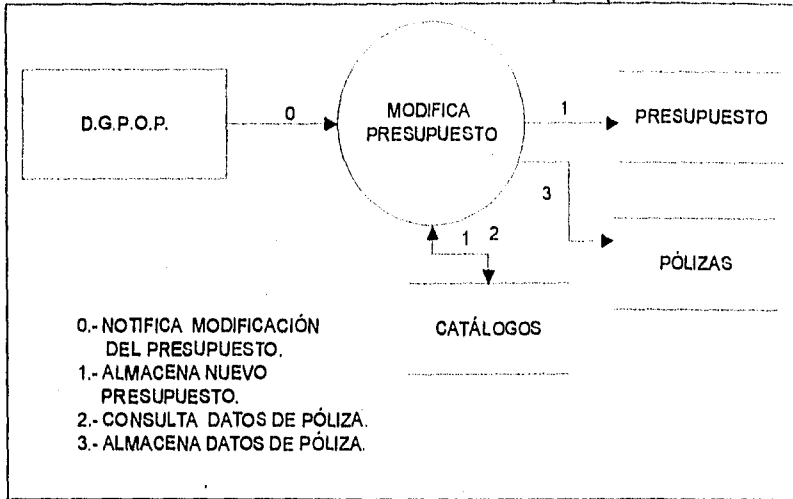 D.G.P.O.P.
0
MODIFICA
PRESUPUESTO
1
PRESUPUESTO
3
1 2
PÓLIZAS
CATÁLOGOS
0.- NOTIFICA MODIFICACIÓN
DEL PRESUPUESTO.
1.- ALMACENA NUEVO
PRESUPUESTO.
2.- CONSULTA DATOS DE PÓLIZA.
3.- ALMACENA DATOS DE PÓLIZA.